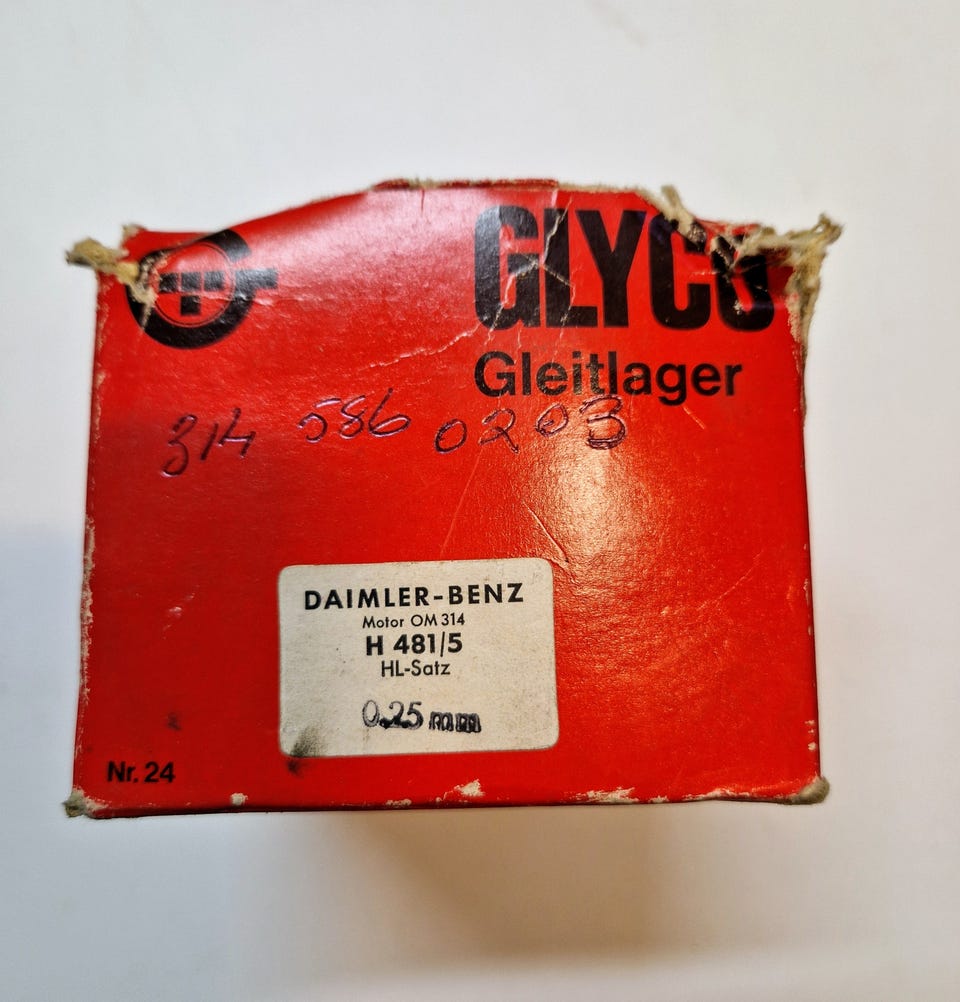 GLYCO
Gleitlager
314 586 0203
DAIMLER-BENZ
Motor OM 314
H 481/5
HL-Satz
0.25 mm
Nr. 24